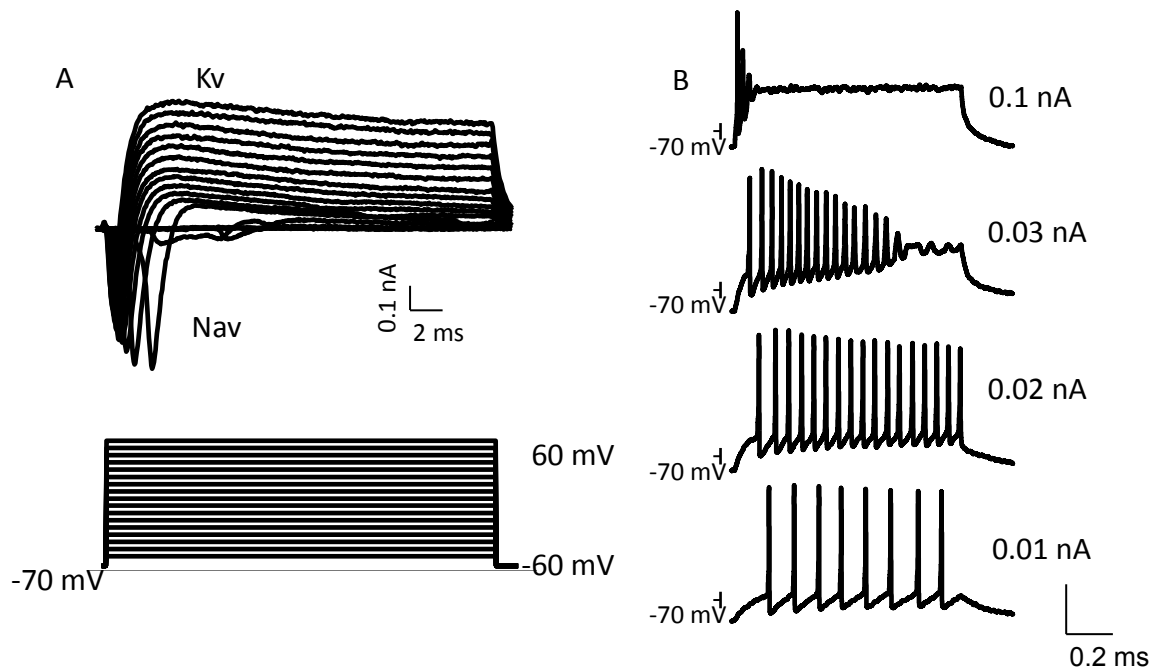 A
Kv
Nav
0.1 nA
2 ms
60 mV
-70 mV
-60 mV
B
-70 mV
0.1 nA
-70 mV
0.03 nA
-70 mV
0.02 nA
-70 mV
0.01 nA
0.2 ms